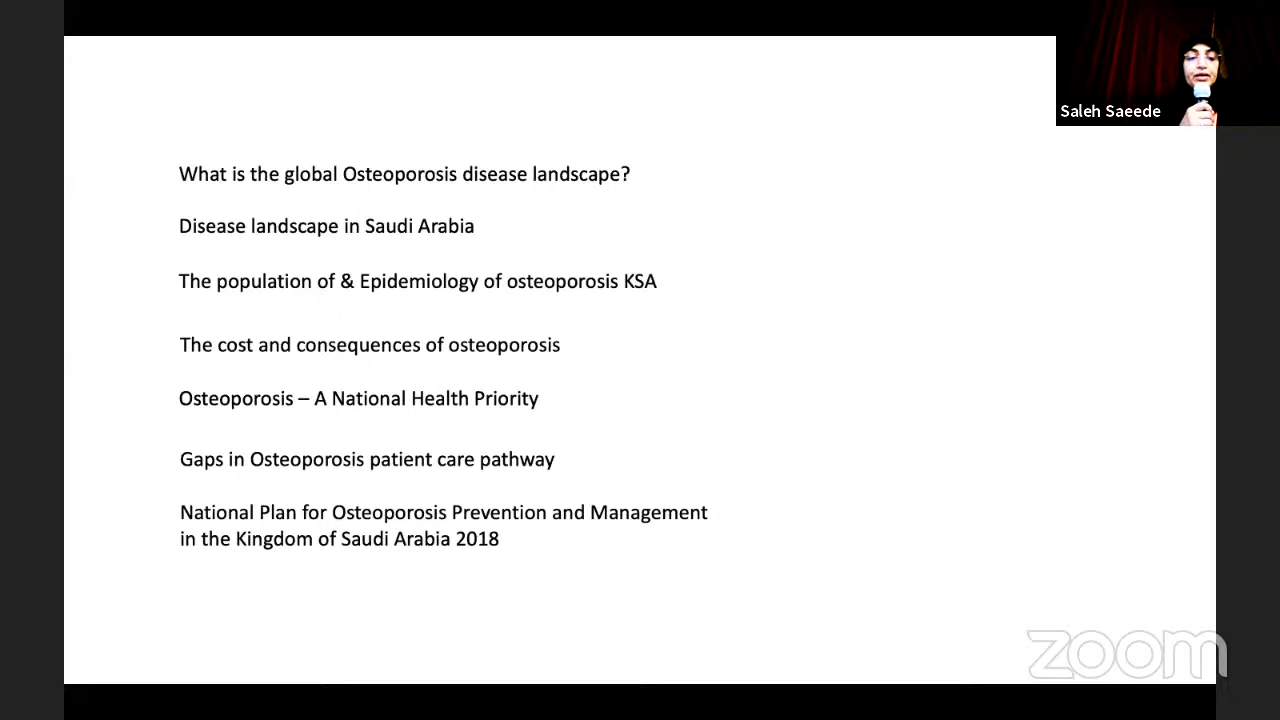 Saleh Saeede
What is the global Osteoporosis disease landscape?
Disease landscape in Saudi Arabia
The population of & Epidemiology of osteoporosis KSA
The cost and consequences of osteoporosis
Osteoporosis – A National Health Priority
Gaps in Osteoporosis patient care pathway
National Plan for Osteoporosis Prevention and Management
in the Kingdom of Saudi Arabia 2018
zoom